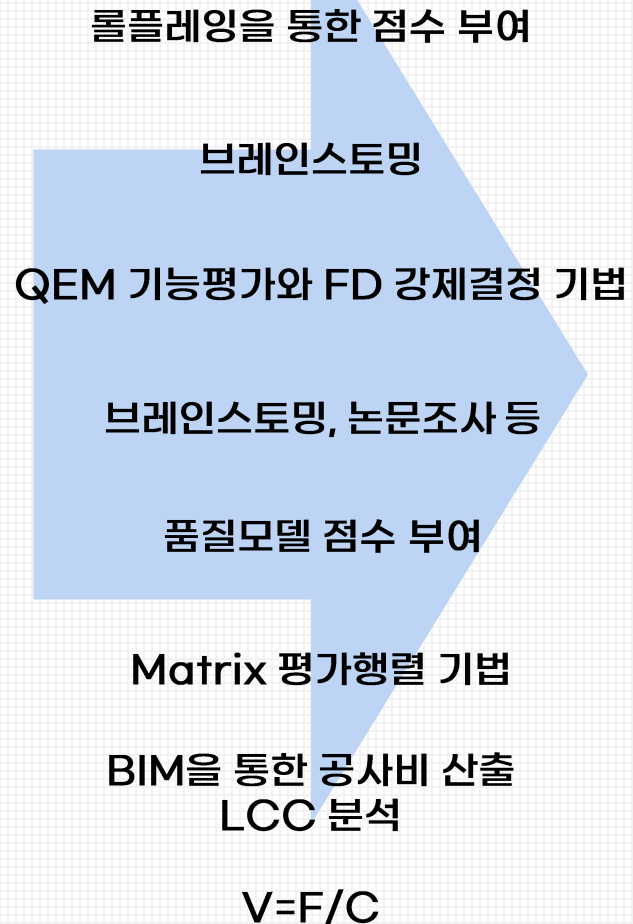 롤플레잉을 통한 점수 부여
브레인스토밍
QEM 기능평가와 FD 강제결정 기법
브레인스토밍, 논문조사 등
품질모델 점수 부여
Matrix 평가행렬 기법
BIM을 통한 공사비 산출
LCC 분석
V=F/C